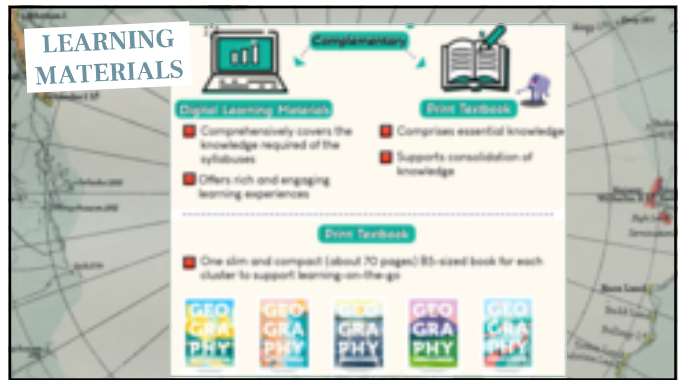 LEARNING
MATERIALS
Complementary
Digital Learning Materials
Print Textbook
Comprehensively covers the
knowledge required of the
syllabuses
Offers rich and engaging
learning experiences
Comprises essential knowledge
Supports consolidation of
knowledge
Print Textbook
One slim and compact (about 70 pages) B5-sized book for each
cluster to support learning-on-the-go
GEO
GRA
PHY
GEO
GRA
PHY
GEO
GRA
PHY
GEO
GRA
PHY
GEO
GRA
PHY